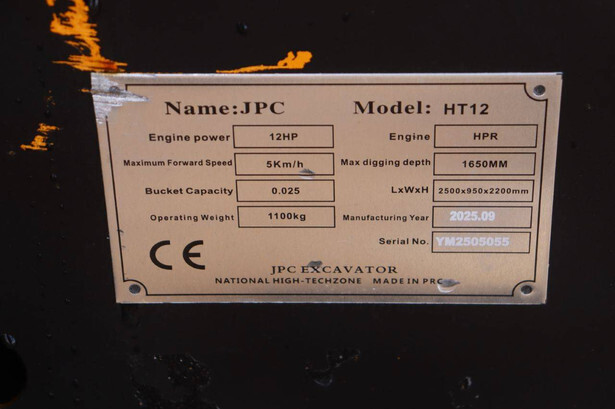 Name:JPC Model: HT12
Engine power 12HP Engine HPR
Maximum Forward Speed 5Km/h Max digging depth 1650MM
Bucket Capacity 0.025 LxWxH 2500x950x2200mm
Operating Weight 1100kg Manufacturing Year 2025.09
Serial No. YM2505055
CE
JPC EXCAVATOR
NATIONAL HIGH-TECHZONE MADE IN PRC